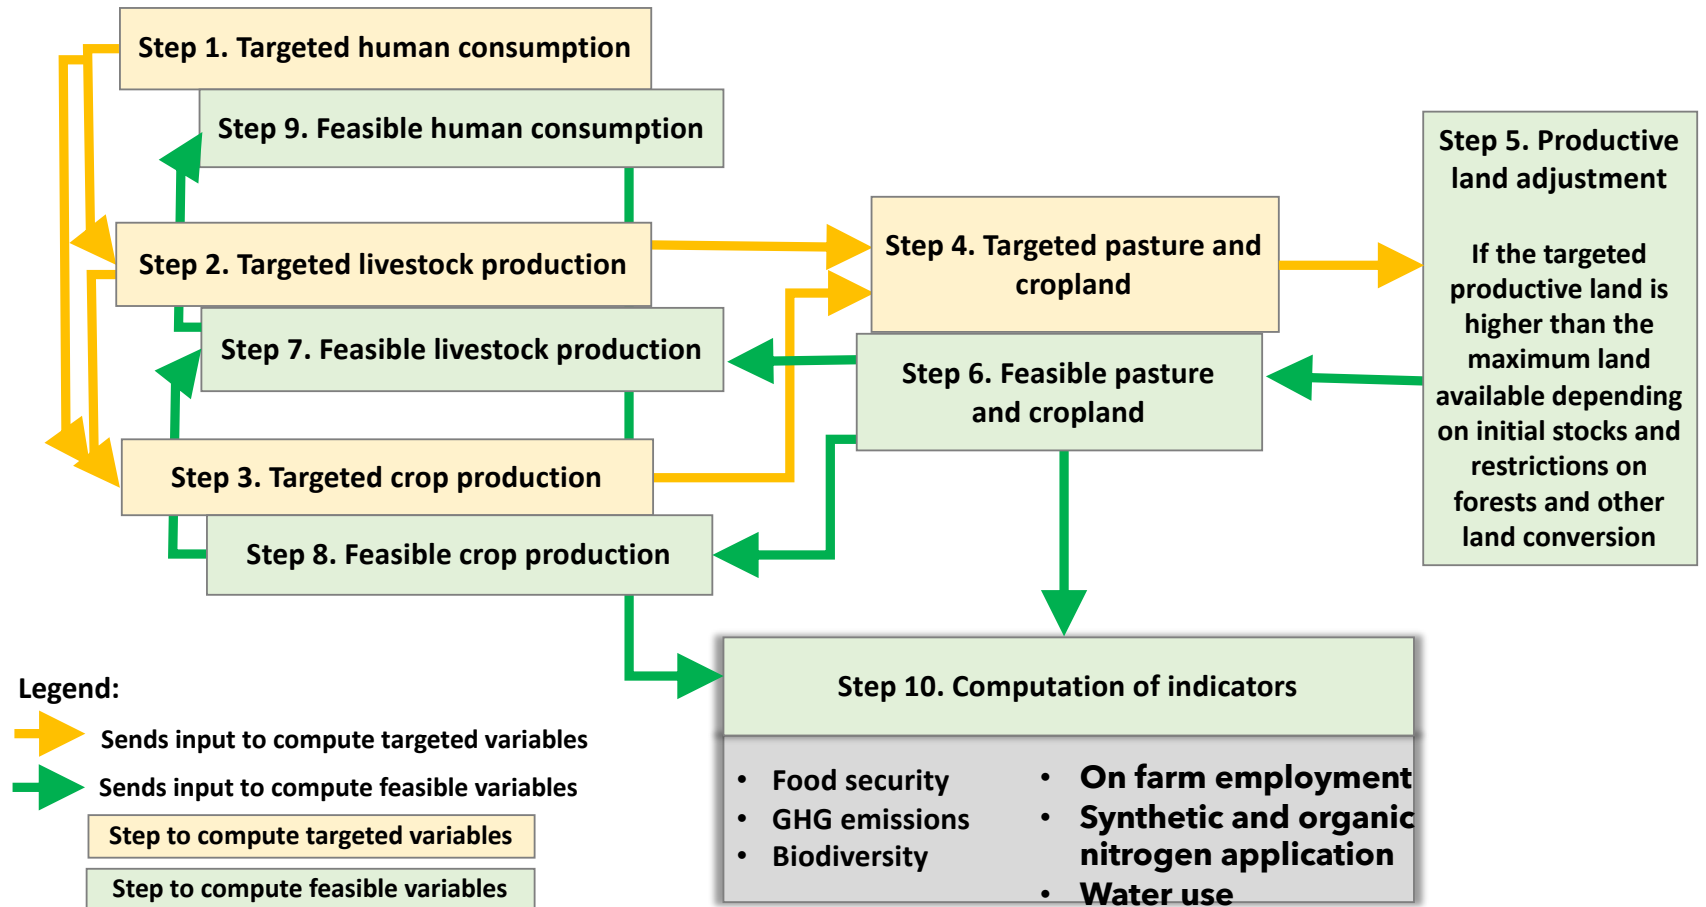 Step 1. Targeted human consumption
Step 9. Feasible human consumption
Step 2. Targeted livestock production
Step 7. Feasible livestock production
Step 3. Targeted crop production
Step 8. Feasible crop production
Step 4. Targeted pasture and
cropland
Step 6. Feasible pasture
and cropland
Step 5. Productive
land adjustment
If the targeted
productive land is
higher than the
maximum land
available depending
on initial stocks and
restrictions on
forests and other
land conversion
Step 10. Computation of indicators
• Food security
• GHG emissions
• Biodiversity
• On farm employment
• Synthetic and organic
nitrogen application
• Water use
Legend:
Sends input to compute targeted variables
Sends input to compute feasible variables
Step to compute targeted variables
Step to compute feasible variables